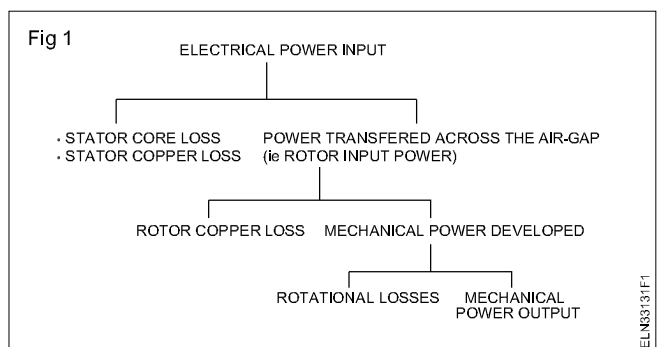 Fig 1
ELECTRICAL POWER INPUT
• STATOR CORE LOSS
• STATOR COPPER LOSS
POWER TRANSFERED ACROSS THE AIR-GAP
(ie ROTOR INPUT POWER)
ROTOR COPPER LOSS
MECHANICAL POWER DEVELOPED
ROTATIONAL LOSSES
MECHANICAL
POWER OUTPUT
ELN33131F1